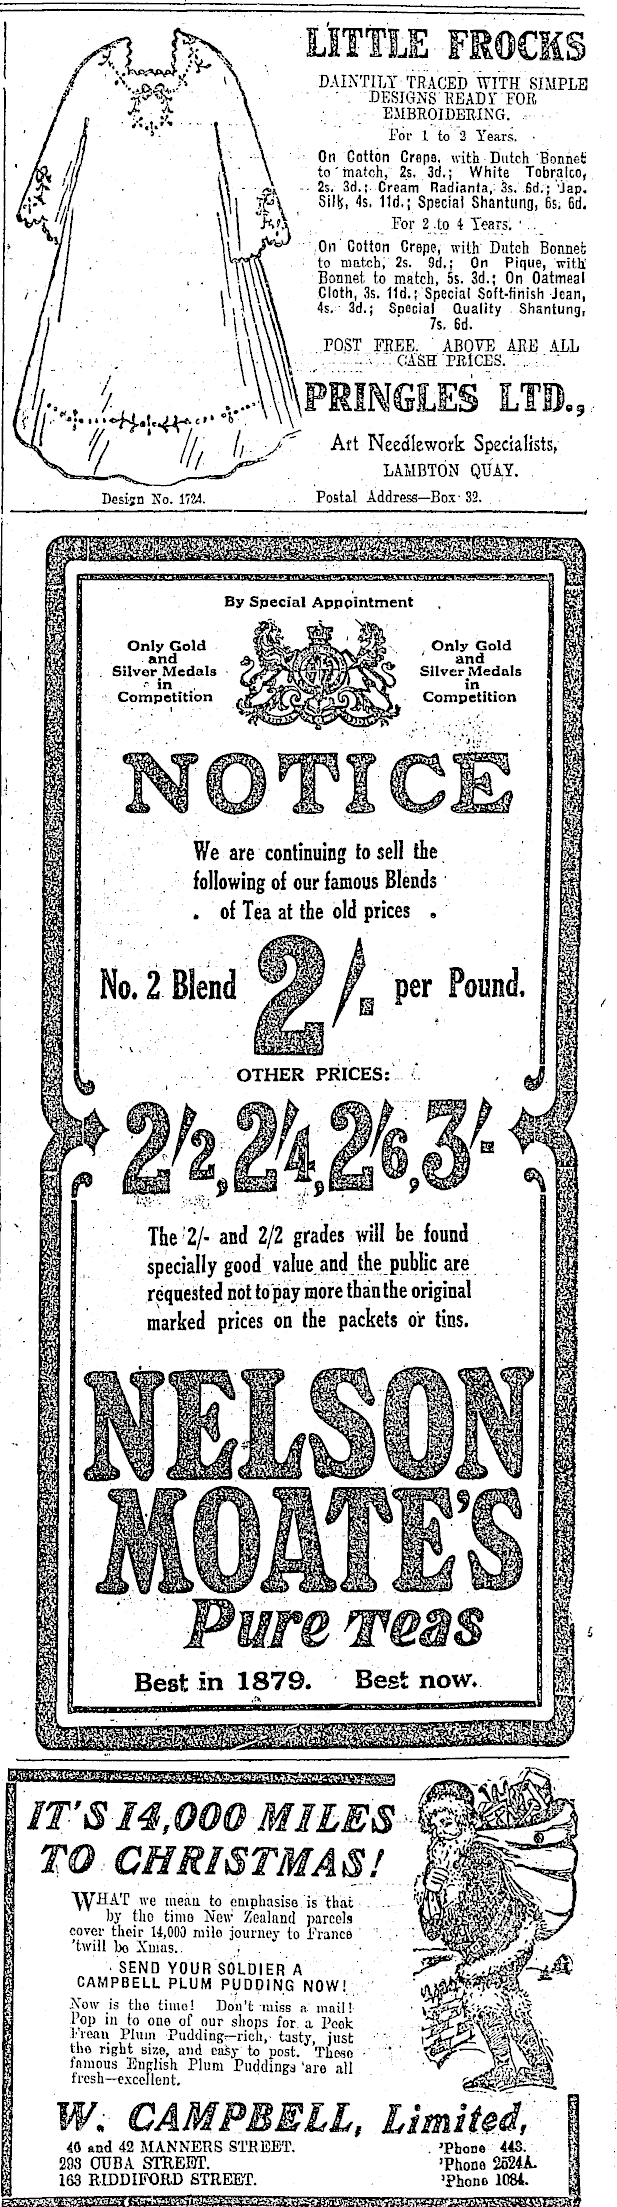 LITTLE FROCKS
DAINTILY TRACED WITH SIMPLE
DESIGNS READY FOR
EMBROIDERING.
For 1 to 2 Years.
On Cotton Crepe, with Dutch Bonnet
to match, 2s. 3d.; White Tobralco,
2s. 3d.; Cream Radianta, 3s. 6d.; Jap.
Silk, 4s. 11d.; Special Shantung, 6s. 6d.
For 2 to 4 Years.
On Cotton Crepe, with Dutch Bonnet
to match, 2s. 9d.; On Pique, with
Bonnet to match, 5s. 3d.; On Oatmeal
Cloth, 3s. 11d.; Special Soft-finish Jean,
4s. 3d.; Special Quality Shantung,
7s. 6d.
POST FREE. ABOVE ARE ALL
CASH PRICES.
PRINGLES LTD.,
Art Needlework Specialists,
LAMBTON QUAY.
Design No. 1724.
Postal Address—Box 32.
By Special Appointment
Only Gold
and
Silver Medals
in
Competition
Only Gold
and
Silver Medals
in
Competition
NOTICE
We are continuing to sell the
following of our famous Blends
. of Tea at the old prices .
No. 2 Blend 2/- per Pound.
OTHER PRICES:
2/2, 2/4, 2/6, 3/-
The 2/- and 2/2 grades will be found
specially good value and the public are
requested not to pay more than the original
marked prices on the packets or tins.
NELSON
MOATE'S
Pure Teas
Best in 1879. Best now.
IT'S 14,000 MILES
TO CHRISTMAS!
WHAT we mean to emphasise is that
by the time New Zealand parcels
cover their 14,000 mile journey to France
'twill be Xmas.
SEND YOUR SOLDIER A
CAMPBELL PLUM PUDDING NOW!
Now is the time! Don't miss a mail!
Pop in to one of our shops for a Peek
Frean Plum Pudding—rich, tasty, just
the right size, and easy to post. These
famous English Plum Puddings are all
fresh—excellent.
W. CAMPBELL, Limited,
40 and 42 MANNERS STREET. 'Phone 443.
293 CUBA STREET. 'Phone 2524A.
163 RIDDIFORD STREET. 'Phone 1084.